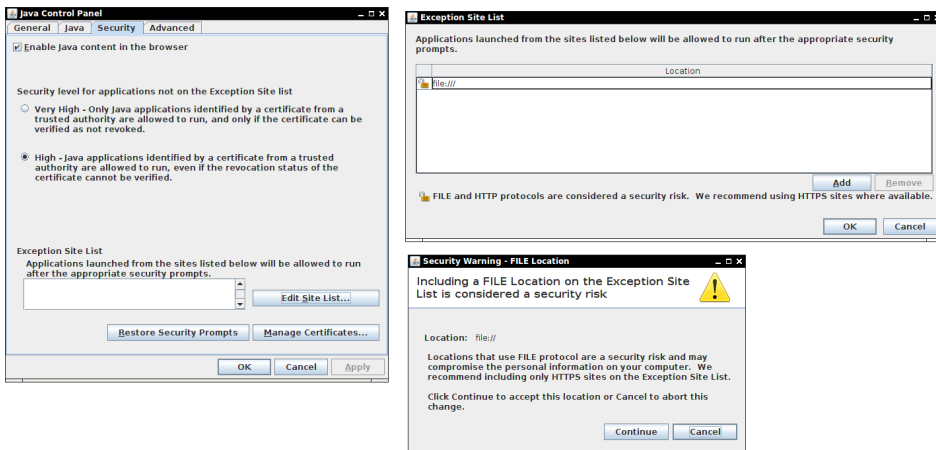 Java Control Panel
General Java Security Advanced
Enable Java content in the browser
Security level for applications not on the Exception Site list
Very High - Only Java applications identified by a certificate from a
trusted authority are allowed to run, and only if the certificate can be
verified as not revoked.
High - Java applications identified by a certificate from a trusted
authority are allowed to run, even if the revocation status of the
certificate cannot be verified.
Exception Site List
Applications launched from the sites listed below will be allowed to run
after the appropriate security prompts.
Edit Site List...
Restore Security Prompts Manage Certificates...
OK Cancel Apply
Exception Site List
Applications launched from the sites listed below will be allowed to run after the appropriate security
prompts.
Location
file:///
Add Remove
FILE and HTTP protocols are considered a security risk. We recommend using HTTPS sites where available.
OK Cancel
Security Warning - FILE Location
Including a FILE Location on the Exception Site
List is considered a security risk
Location: file://
Locations that use FILE protocol are a security risk and may
compromise the personal information on your computer. We
recommend including only HTTPS sites on the Exception Site List.
Click Continue to accept this location or Cancel to abort this
change.
Continue Cancel